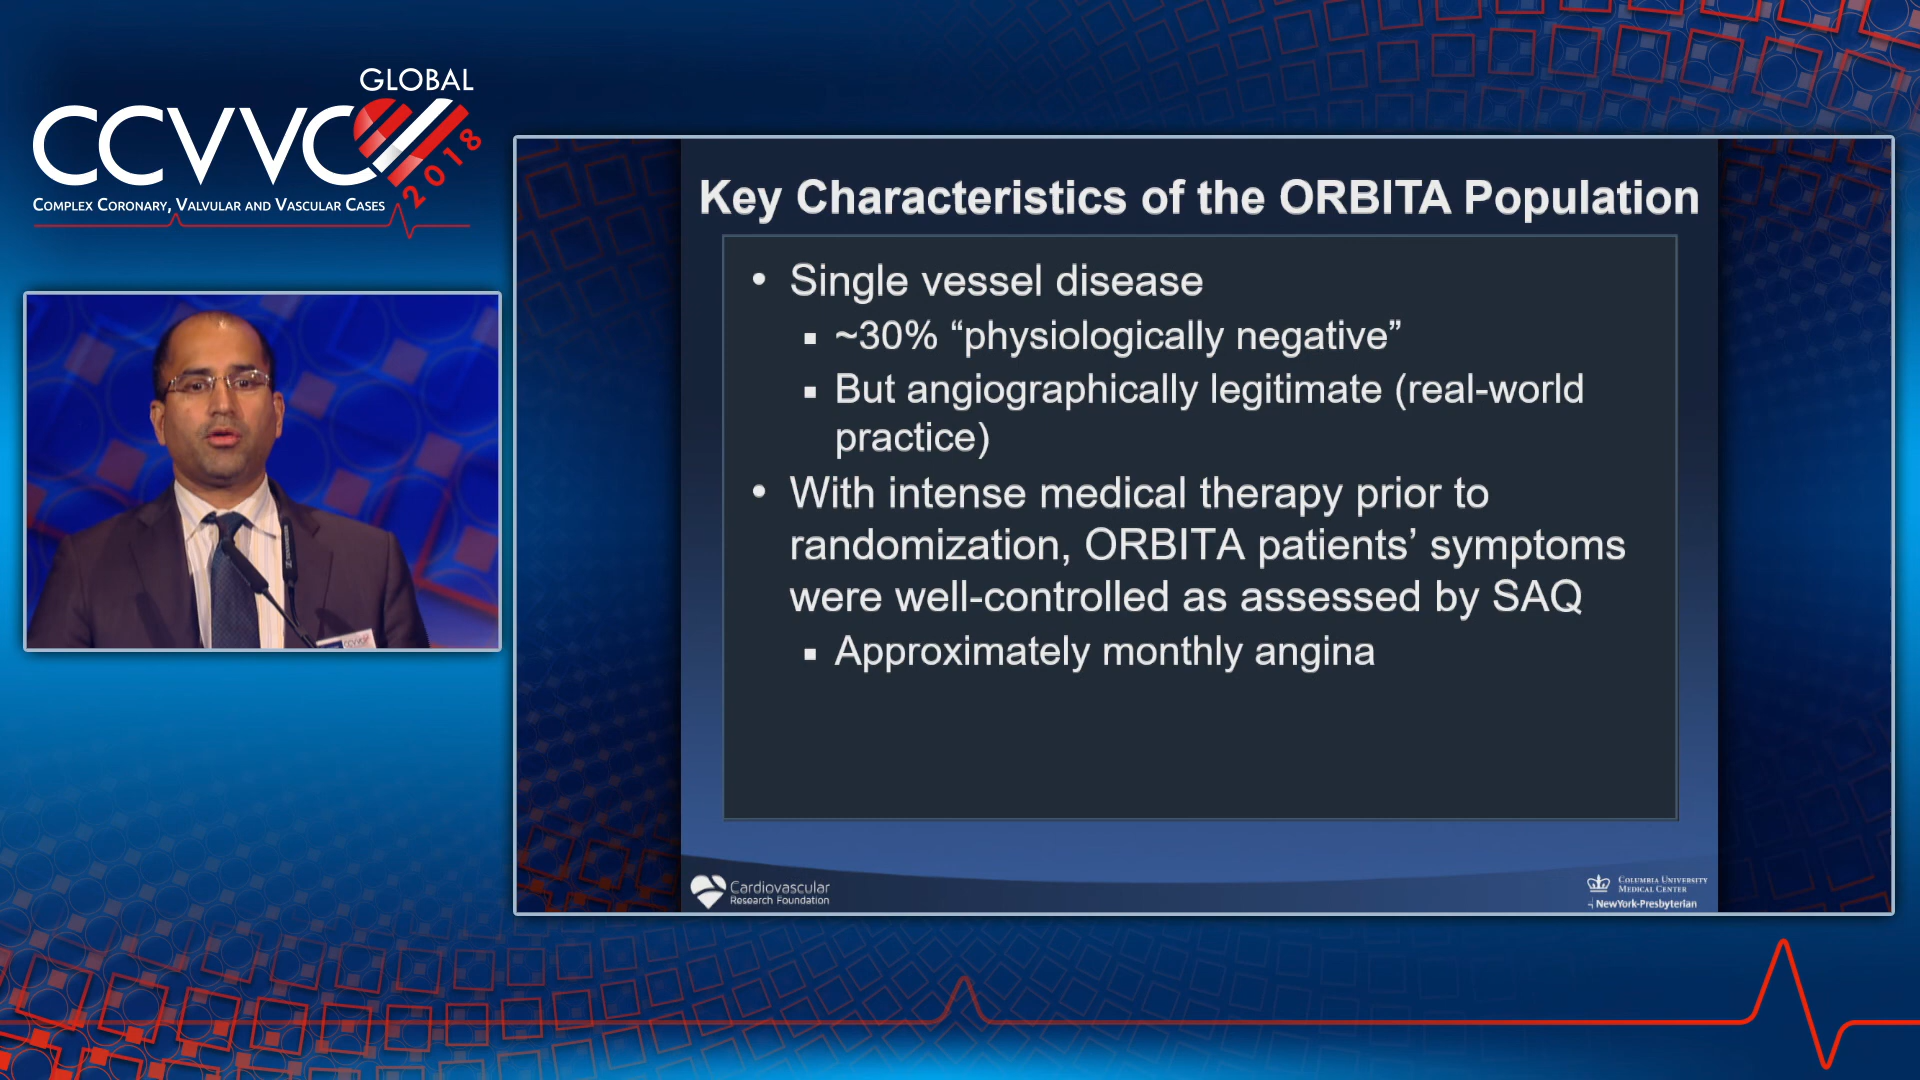 GLOBAL
CCVVC
2018
COMPLEX CORONARY, VALVULAR AND VASCULAR CASES
Key Characteristics of the ORBITA Population
• Single vessel disease
▪ ~30% “physiologically negative”
▪ But angiographically legitimate (real-world
practice)
• With intense medical therapy prior to
randomization, ORBITA patients’ symptoms
were well-controlled as assessed by SAQ
▪ Approximately monthly angina
CCVVC
Cardiovascular
Research Foundation
COLUMBIA UNIVERSITY
MEDICAL CENTER
NewYork-Presbyterian